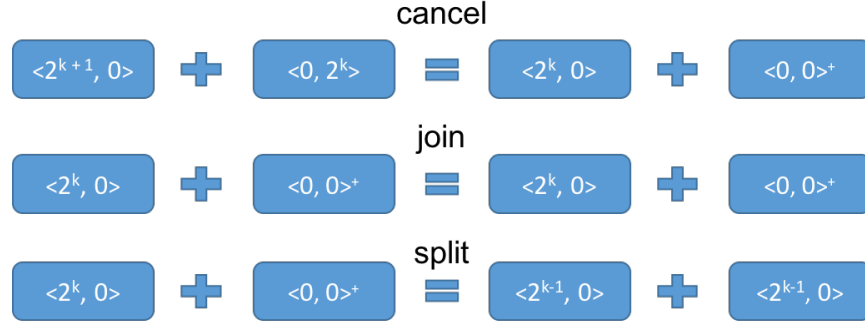 cancel
<2^{k + 1}, 0> + <0, 2^k> = <2^k, 0> + <0, 0>^+
join
<2^k, 0> + <0, 0>^+ = <2^k, 0> + <0, 0>^+
split
<2^k, 0> + <0, 0>^+ = <2^{k-1}, 0> + <2^{k-1}, 0>